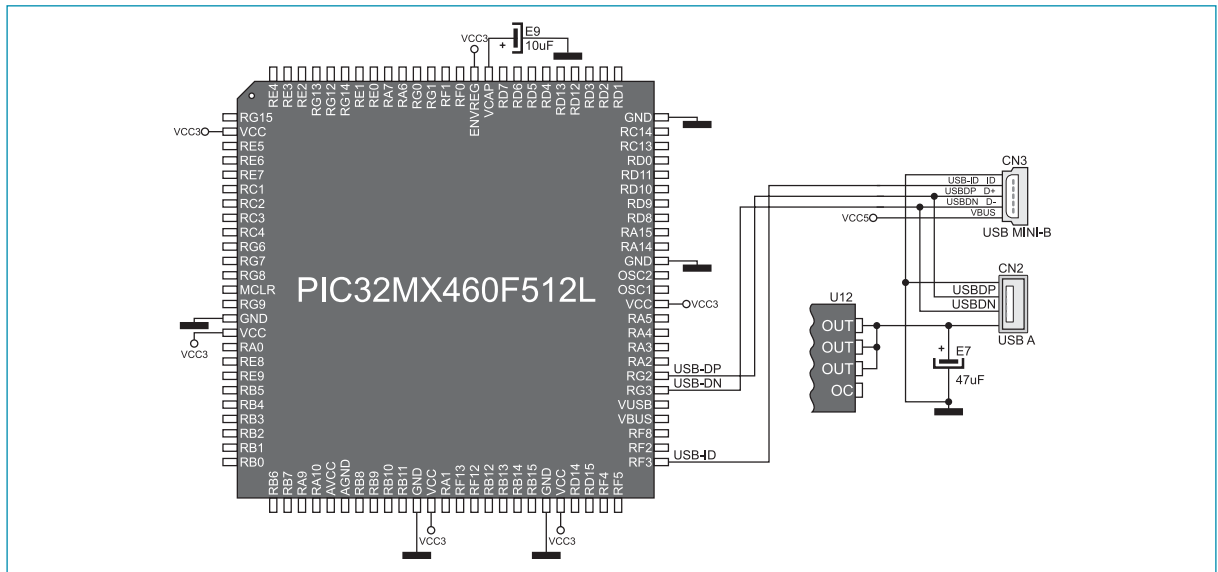 VCC3
E9
+
10uF
RE4
RE3
RE2
RG13
RG12
RG14
RE1
RE0
RA7
RA6
RG0
RG1
RF1
RF0
ENVREG
VCAP
RD7
RD6
RD5
RD4
RD13
RD12
RD3
RD2
RD1
VCC3
RG15
VCC
RE5
RE6
RE7
RC1
RC2
RC3
RC4
RG6
RG7
RG8
MCLR
RG9
GND
VCC
RA0
RE8
RE9
RB5
RB4
RB3
RB2
RB1
RB0
VCC3
PIC32MX460F512L
GND
RC14
RC13
RD0
RD11
RD10
RD9
RD8
RA15
RA14
GND
OSC2
OSC1
VCC
RA5
RA4
RA3
RA2
RG2
RG3
VUSB
VBUS
RF8
RF2
RF3
VCC3
USB-DP
USB-DN
USB-ID
RB6
RB7
RA9
RA10
AVCC
AGND
RB8
RB9
RB10
RB11
GND
VCC
RA1
RF13
RF12
RB12
RB13
RB14
RB15
GND
VCC
RD14
RD15
RF4
RF5
VCC3
VCC3
CN3
USB-ID ID
USBDP D+
USBDN D-
VBUS
VCC5
USB MINI-B
CN2
USBDP
USBDN
USB A
U12
OUT
OUT
OUT
OC
+
E7
47uF